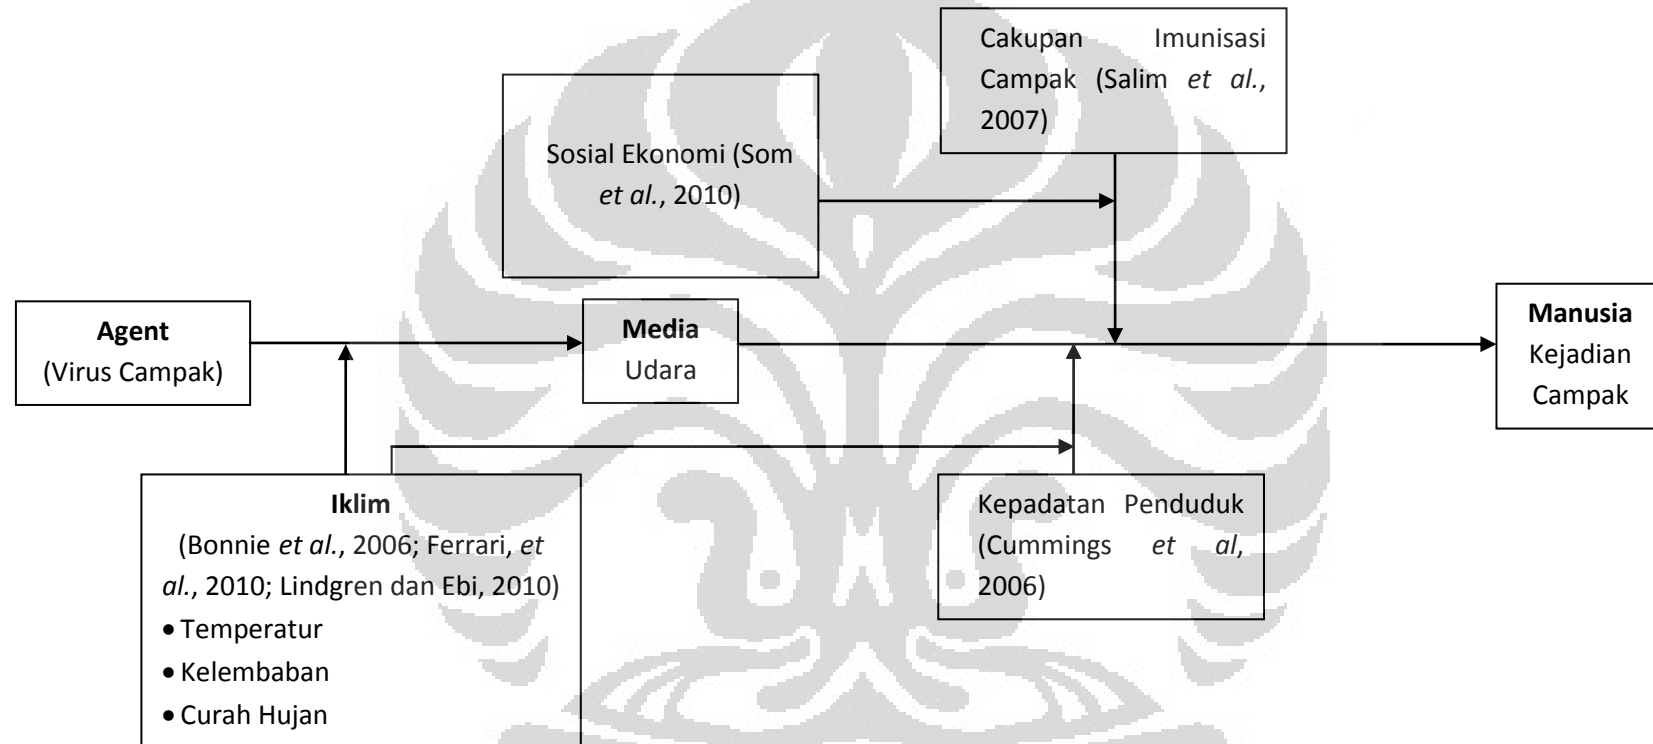 Cakupan Imunisasi
Campak (Salim et al.,
2007)
Sosial Ekonomi (Som
et al., 2010)
Agent
(Virus Campak)
Media
Udara
Manusia
Kejadian
Campak
Iklim
(Bonnie et al., 2006; Ferrari, et
al., 2010; Lindgren dan Ebi, 2010)
• Temperatur
• Kelembaban
• Curah Hujan
Kepadatan Penduduk
(Cummings et al,
2006)